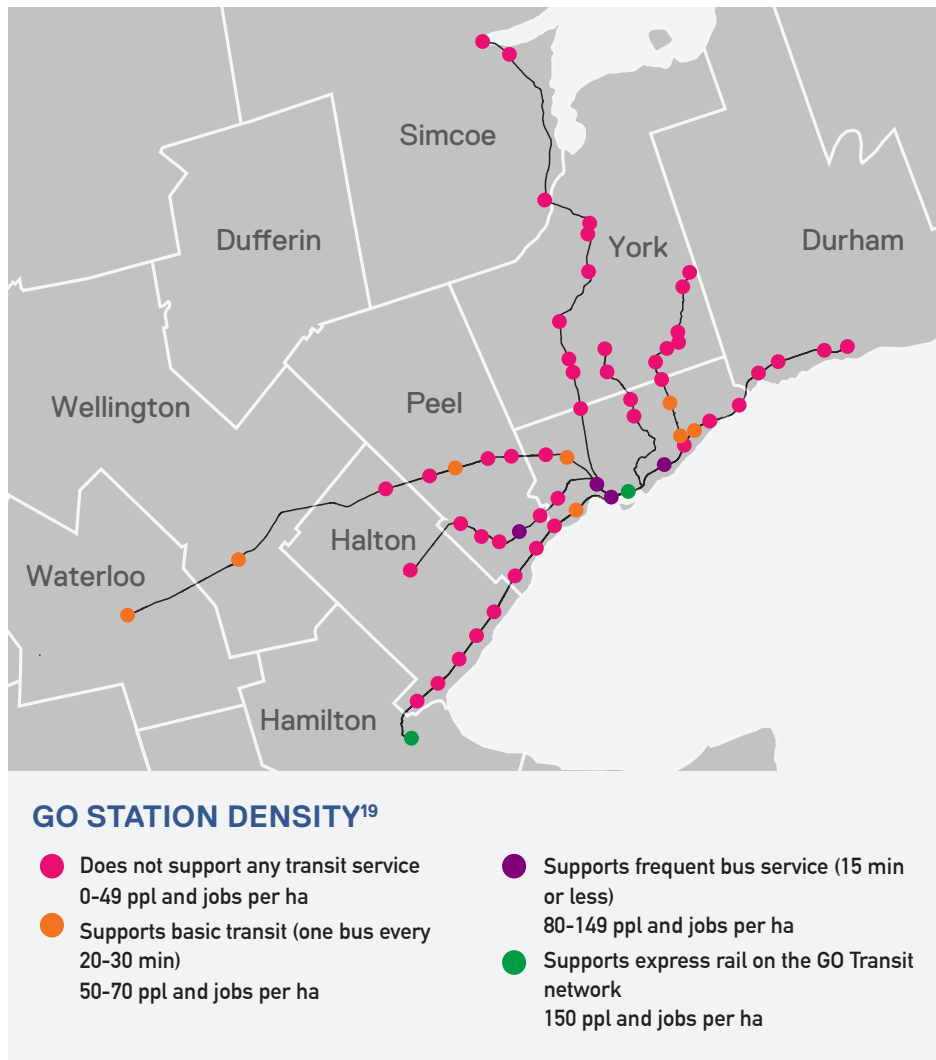 Simcoe
Dufferin
York
Durham
Wellington
Peel
Halton
Waterloo
Hamilton
GO STATION DENSITY¹⁹
Does not support any transit service
0-49 ppl and jobs per ha
Supports basic transit (one bus every
20-30 min)
50-70 ppl and jobs per ha
Supports frequent bus service (15 min
or less)
80-149 ppl and jobs per ha
Supports express rail on the GO Transit
network
150 ppl and jobs per ha